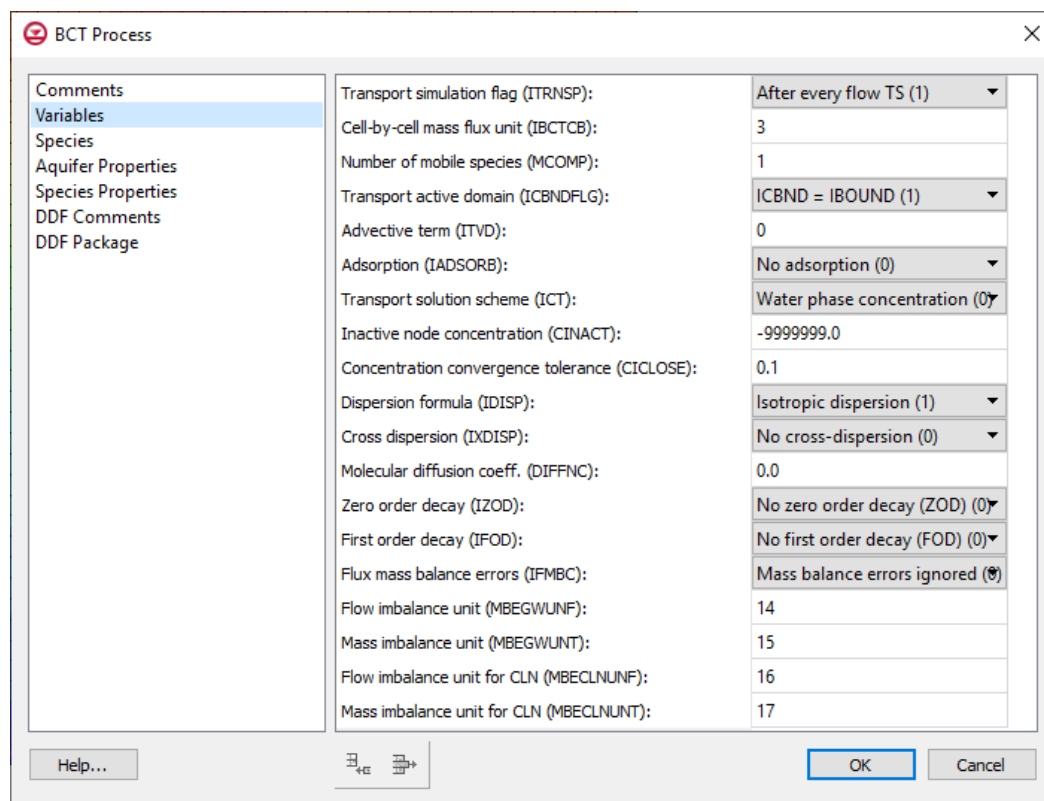 BCT Process
Comments
Variables
Species
Aquifer Properties
Species Properties
DDF Comments
DDF Package
Transport simulation flag (ITRNSP): After every flow TS (1)
Cell-by-cell mass flux unit (IBCTCB): 3
Number of mobile species (MCOMP): 1
Transport active domain (ICBNDFLG): ICBND = IBOUND (1)
Advective term (ITVD): 0
Adsorption (IADSORB): No adsorption (0)
Transport solution scheme (ICT): Water phase concentration (0)
Inactive node concentration (CINACT): -9999999.0
Concentration convergence tolerance (CICLOSE): 0.1
Dispersion formula (IDISP): Isotropic dispersion (1)
Cross dispersion (IXDISP): No cross-dispersion (0)
Molecular diffusion coeff. (DIFFNC): 0.0
Zero order decay (IZOD): No zero order decay (ZOD) (0)
First order decay (IFOD): No first order decay (FOD) (0)
Flux mass balance errors (IFMBC): Mass balance errors ignored (0)
Flow imbalance unit (MBEGWUNF): 14
Mass imbalance unit (MBEGWUNT): 15
Flow imbalance unit for CLN (MBECLNUNF): 16
Mass imbalance unit for CLN (MBECLNUNT): 17
Help... OK Cancel